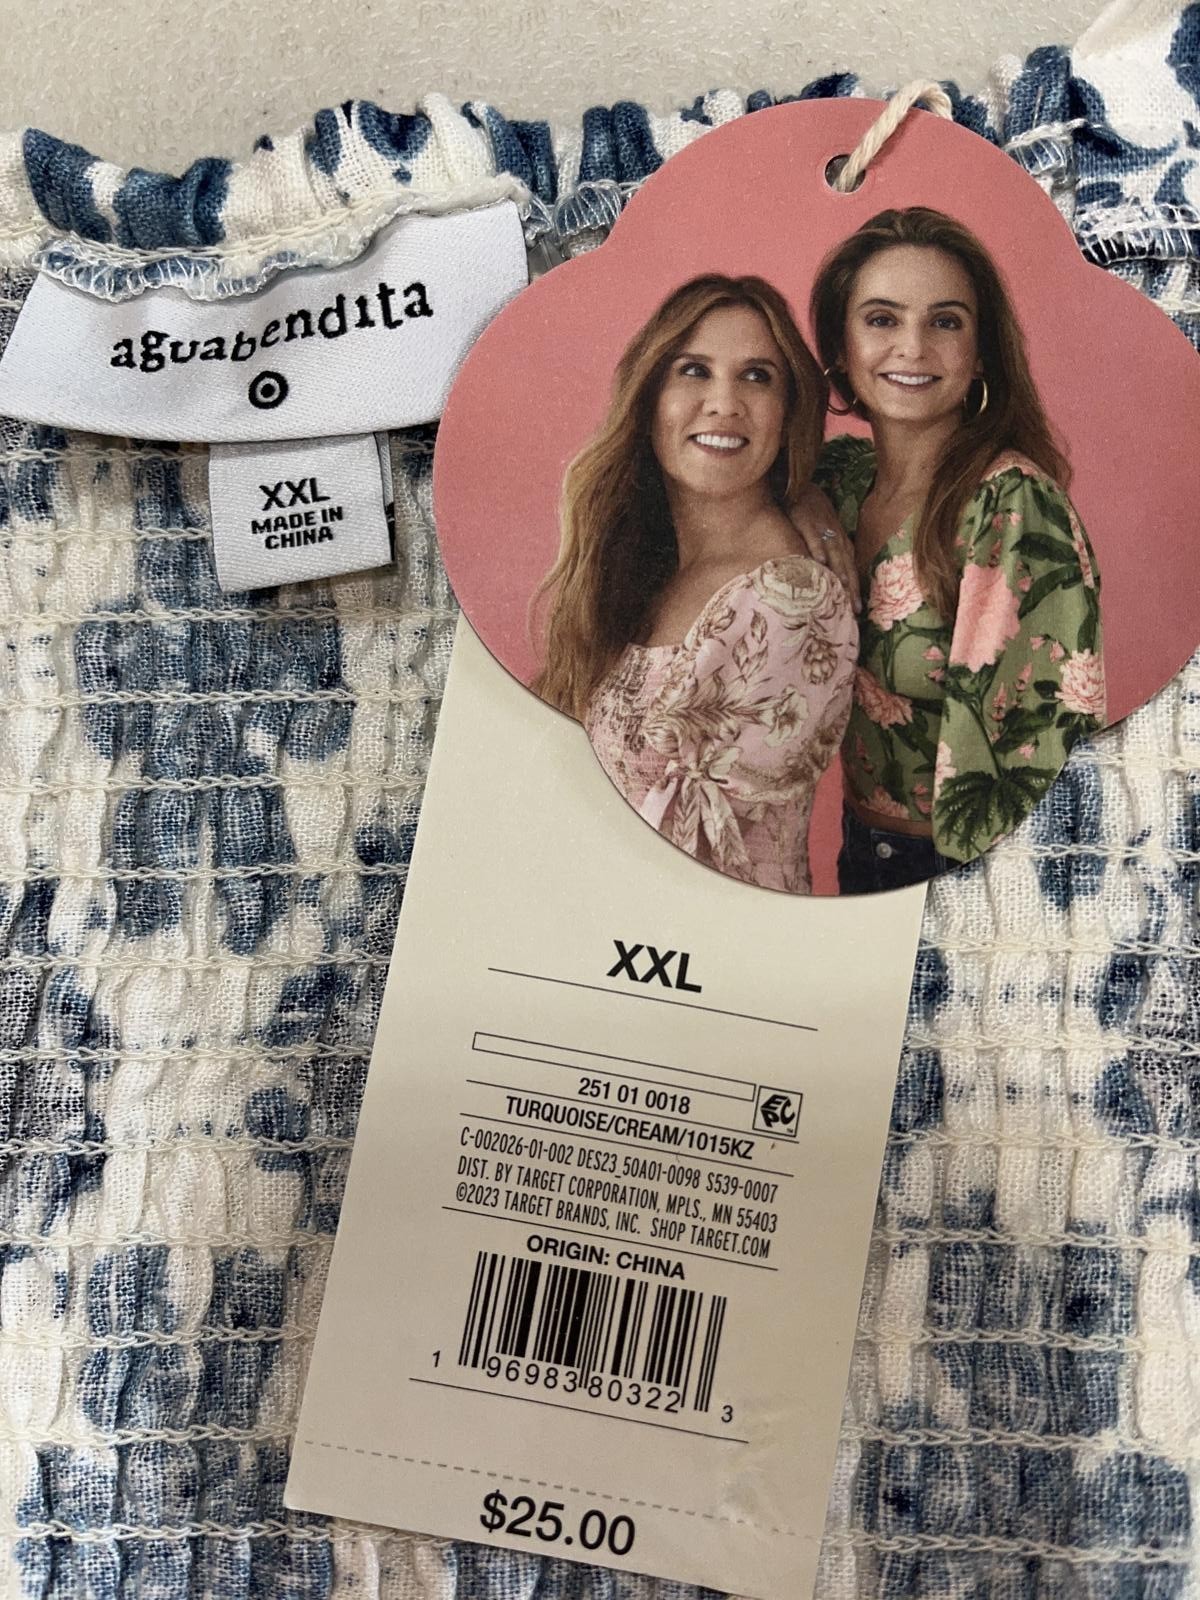 aguabendita
XXL
MADE IN
CHINA
XXL
251 01 0018
TURQUOISE/CREAM/1015KZ
C-002026-01-002 DES23_50A01-0098 S539-0007
DIST. BY TARGET CORPORATION, MPLS., MN 55403
©2023 TARGET BRANDS, INC. SHOP TARGET.COM
ORIGIN: CHINA
1 96983 80322 3
$25.00